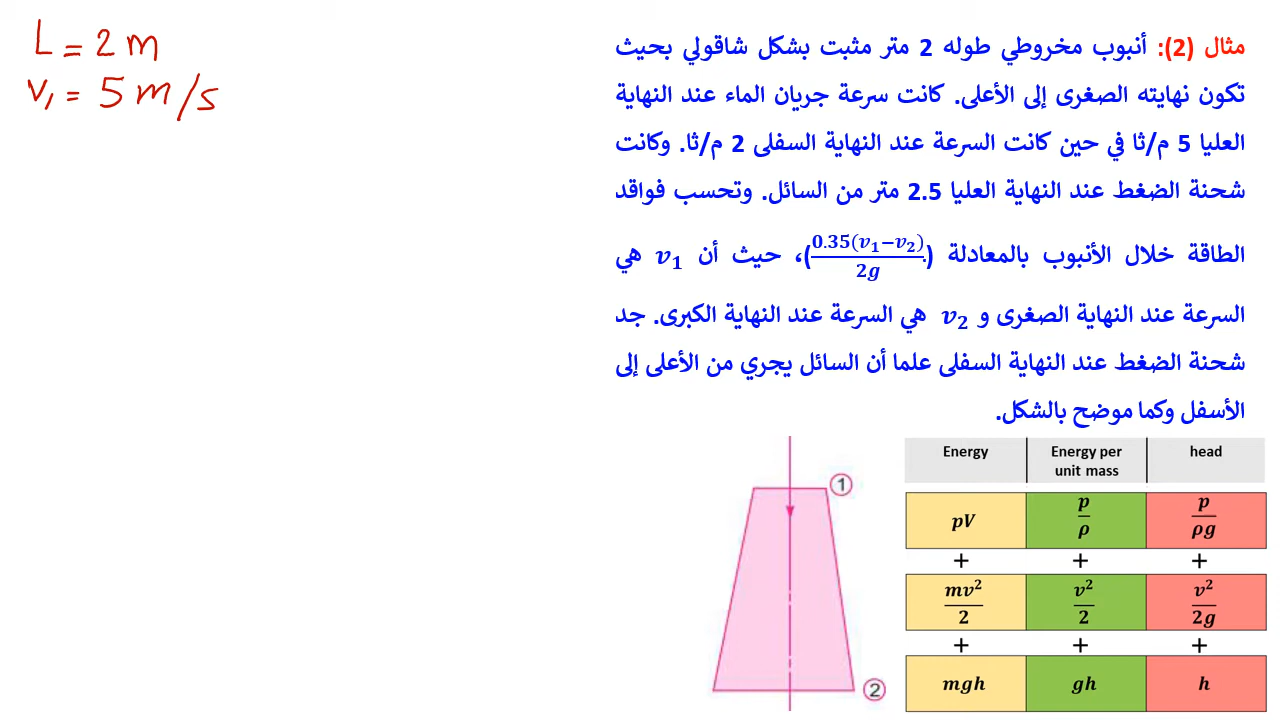 L = 2 m
v₁ = 5 m/s
مثال (2): أنبوب مخروطي طوله 2 متر مثبت بشكل شاقولي بحيث
تكون نهايته الصغرى إلى الأعلى. كانت سرعة جريان الماء عند النهاية
العليا 5 م/ثا في حين كانت السرعة عند النهاية السفلى 2 م/ثا. وكانت
شحنة الضغط عند النهاية العليا 2.5 متر من السائل. وتحسب فواقد
الطاقة خلال الأنبوب بالمعادلة (0.35(v₁−v₂)/2g)، حيث أن v₁ هي
السرعة عند النهاية الصغرى و v₂ هي السرعة عند النهاية الكبرى. جد
شحنة الضغط عند النهاية السفلى علما أن السائل يجري من الأعلى إلى
الأسفل وكما موضح بالشكل.
1
2
Energy Energy per unit mass head
pV p/ρ p/ρg
+ + +
mv²/2 v²/2 v²/2g
+ + +
mgh gh h